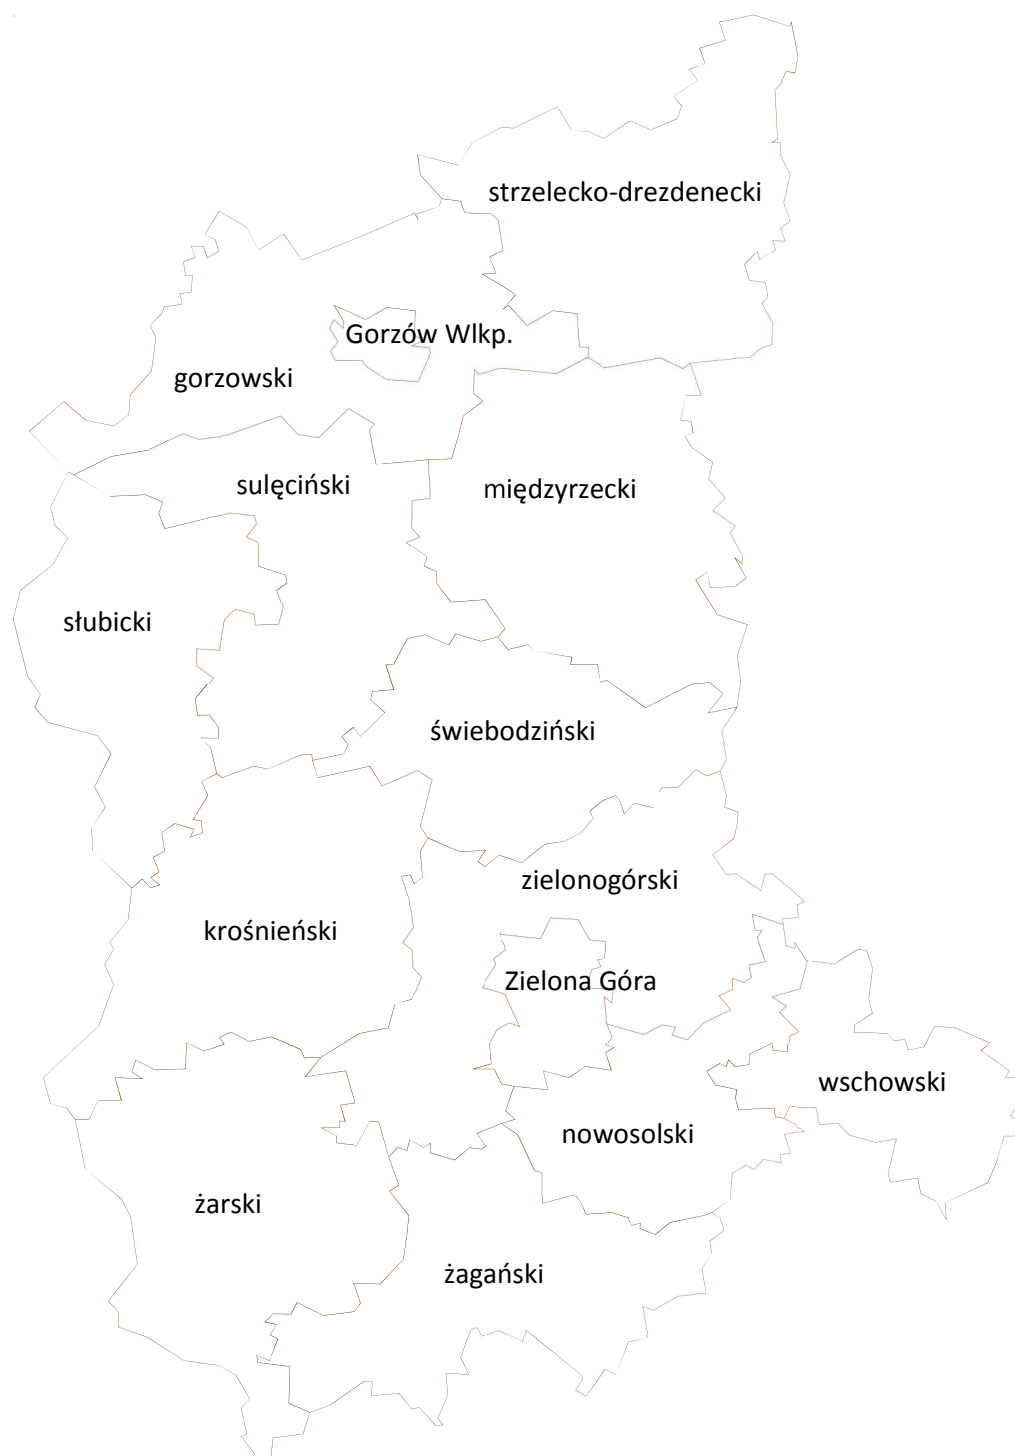 strzelecko-drezdenecki
Gorzów Wlkp.
gorzowski
sulęciński
międzyrzecki
słubicki
świebodziński
zielonogórski
krośnieński
Zielona Góra
wschowski
nowosolski
żarski
żagański